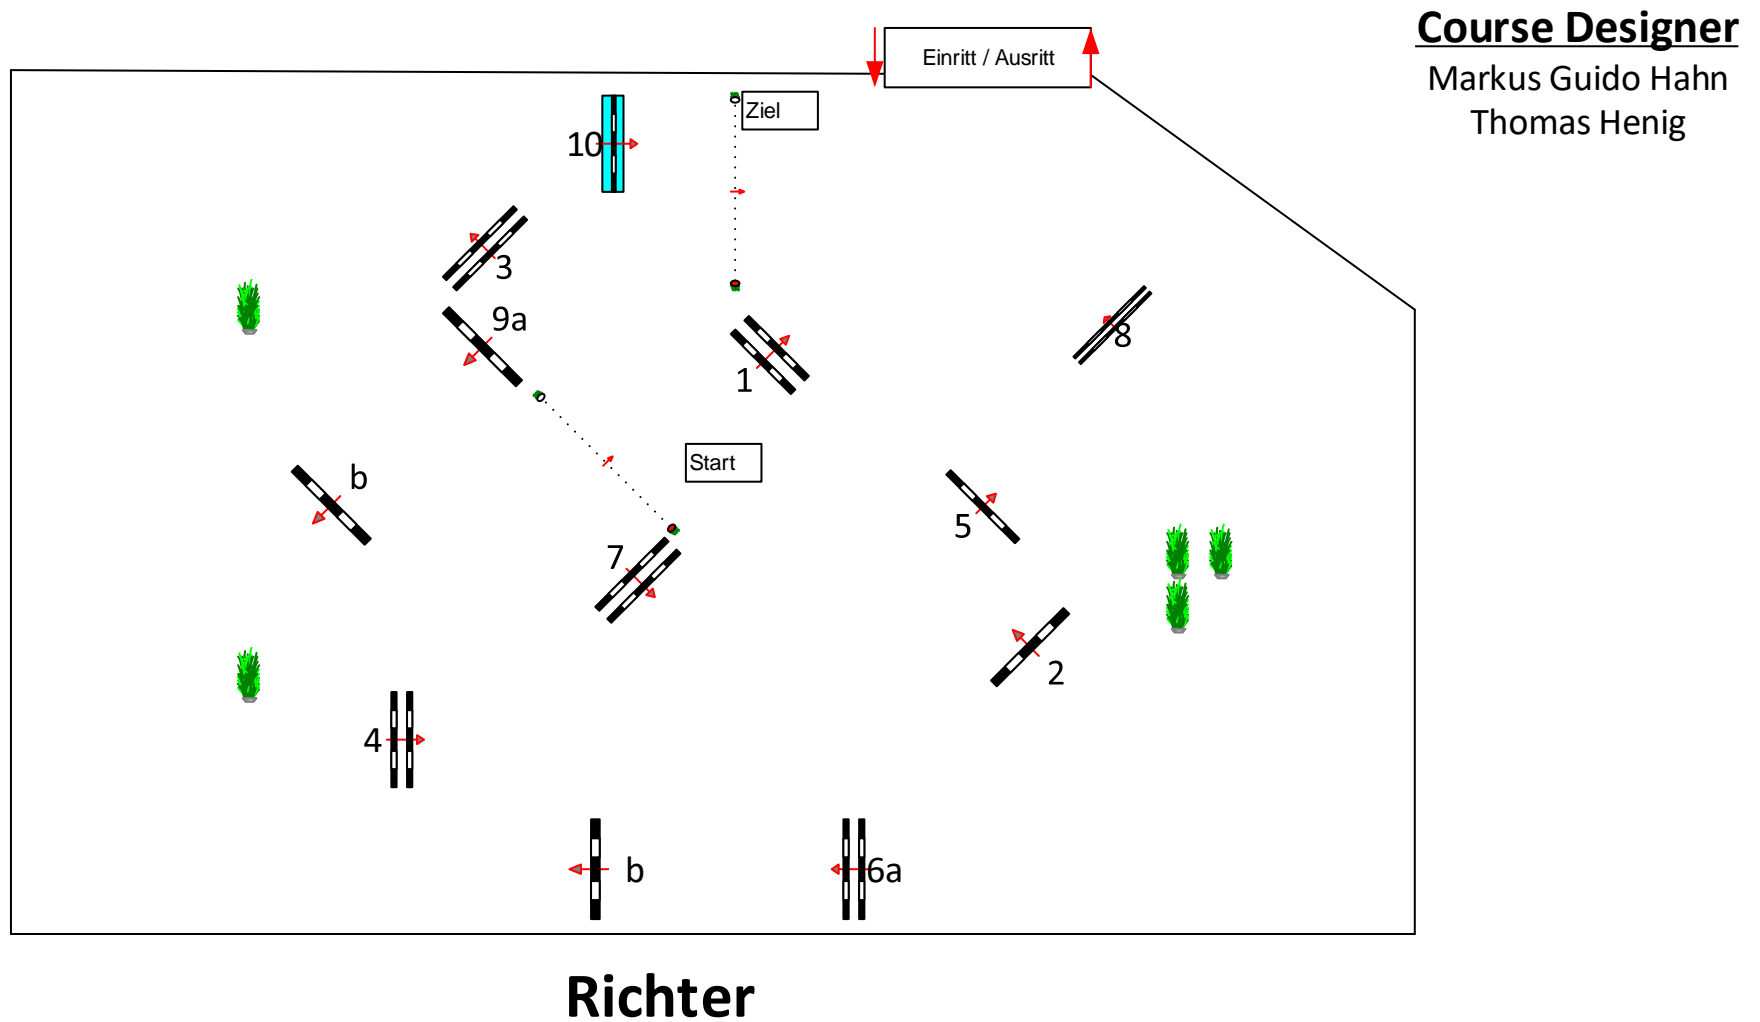 Course Designer
Markus Guido Hahn
Thomas Henig
Einritt / Ausritt
Ziel
10
3
9a
8
1
b
Start
5
7
2
4
b
6a
Richter